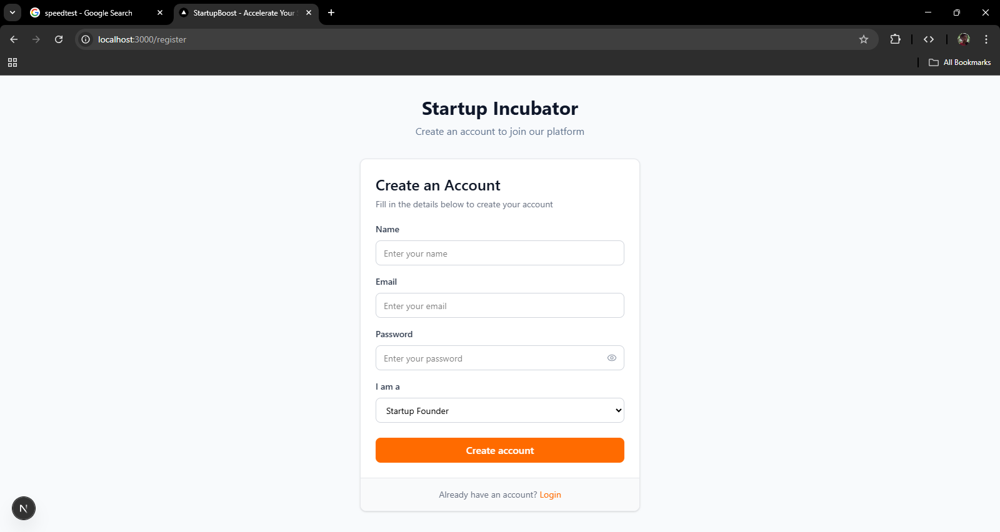 speedtest - Google Search
StartupBoost - Accelerate Your
localhost:3000/register
All Bookmarks
Startup Incubator
Create an account to join our platform
Create an Account
Fill in the details below to create your account
Name
Enter your name
Email
Enter your email
Password
Enter your password
I am a
Startup Founder
Create account
Already have an account? Login
N